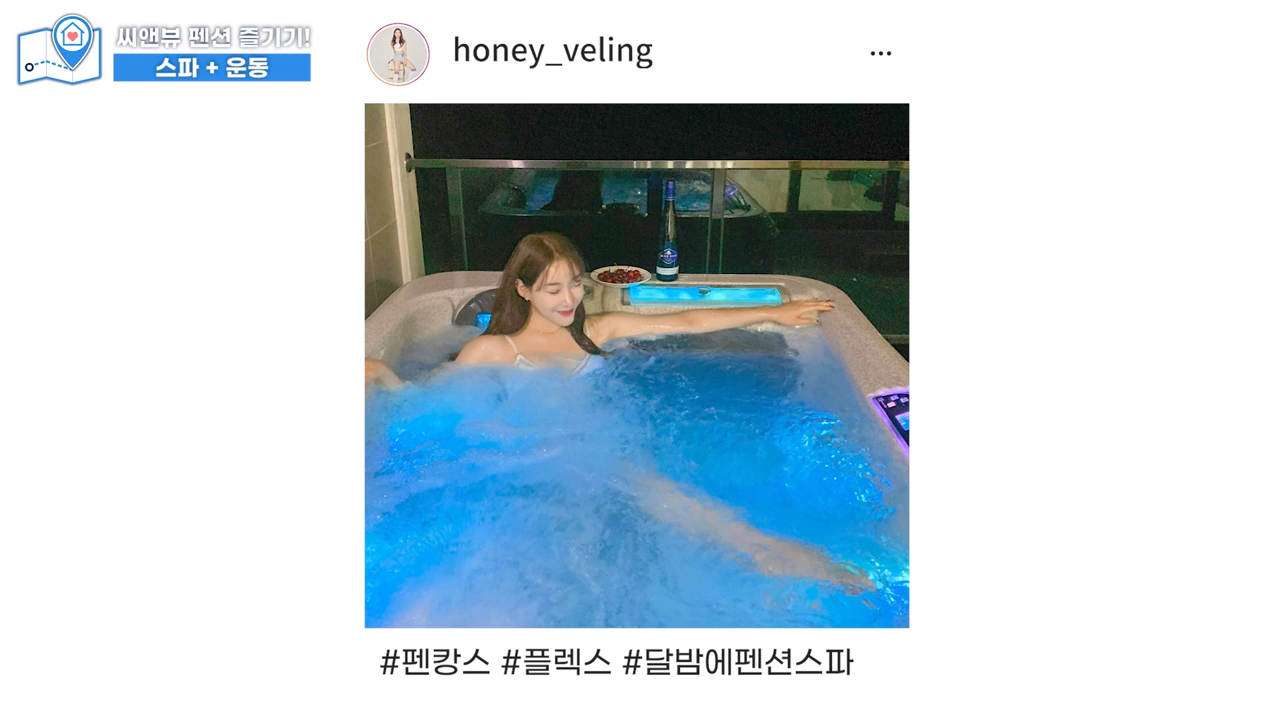 씨앤뷰 펜션 즐기기!
스파 + 운동
honey_veling
#펜캉스 #플렉스 #달밤에펜션스파